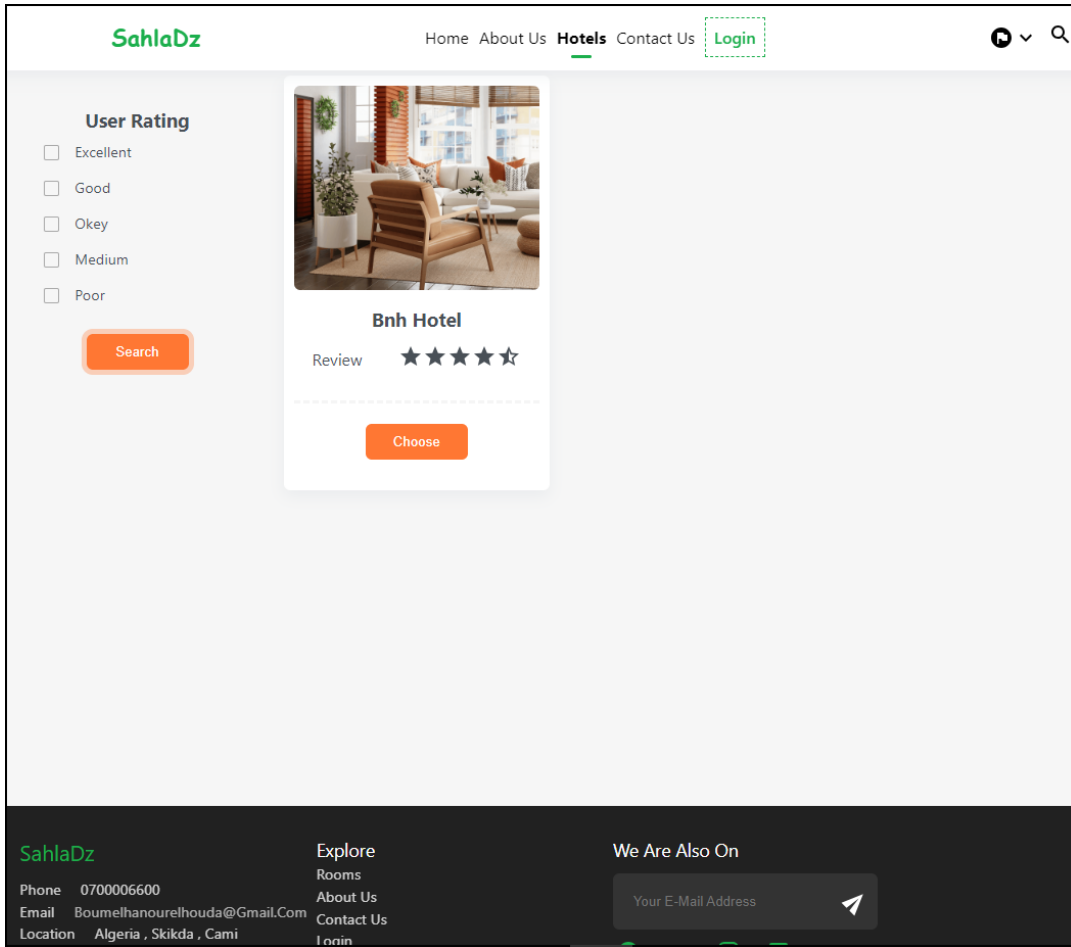 SahlaDz
Home About Us Hotels Contact Us Login
User Rating
Excellent
Good
Okey
Medium
Poor
Search
Bnh Hotel
Review
Choose
SahlaDz
Phone 0700006600
Email Boumelhanourelhouda@Gmail.Com
Location Algeria , Skikda , Cami
Explore
Rooms
About Us
Contact Us
Login
We Are Also On
Your E-Mail Address